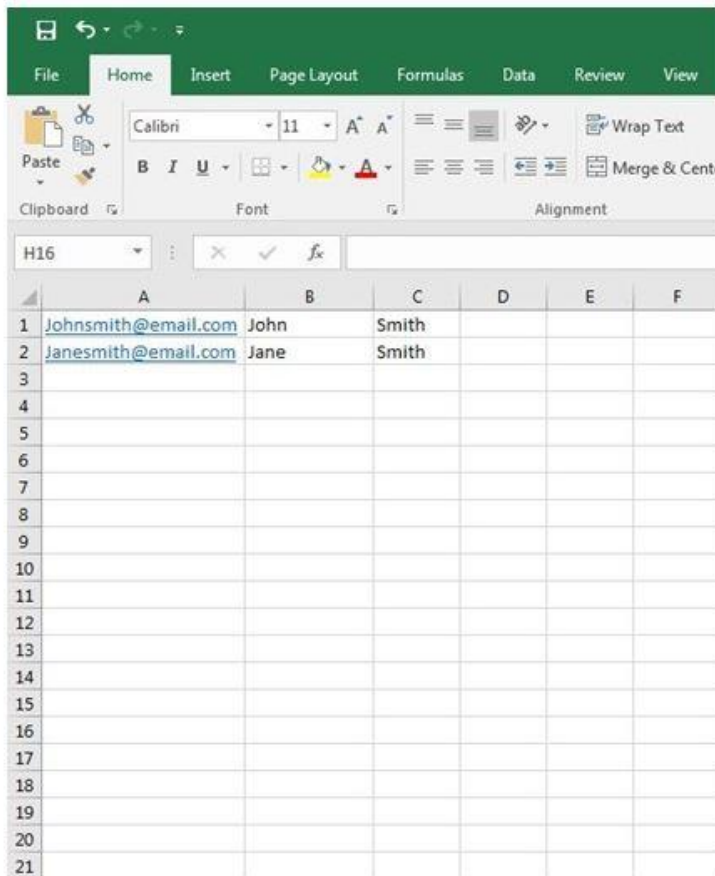 File Home Insert Page Layout Formulas Data Review View
Calibri 11 A A Wrap Text
Paste B I U A Merge & Cent
Clipboard Font Alignment
H16 fx
A B C D E F
1 Johnsmith@email.com John Smith
2 Janesmith@email.com Jane Smith
3
4
5
6
7
8
9
10
11
12
13
14
15
16
17
18
19
20
21